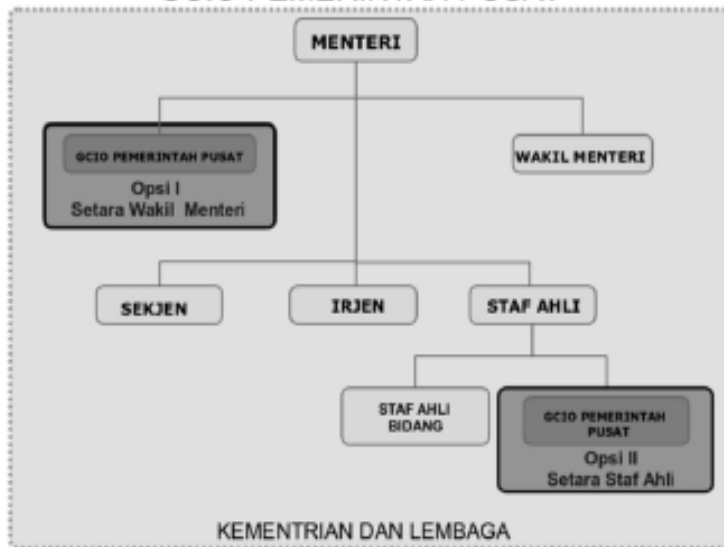 MENTERI
GCIO PEMERINTAH PUSAT
Opsi I
Setara Wakil Menteri
WAKIL MENTERI
SEKJEN
IRJEN
STAF AHLI
STAF AHLI
BIDANG
GCIO PEMERINTAH
PUSAT
Opsi II
Setara Staf Ahli
KEMENTRIAN DAN LEMBAGA